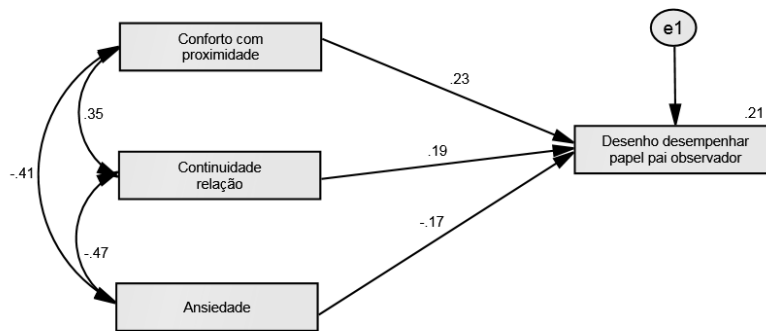 Conforto com
proximidade
e1
.23
.21
.35
Desenho desempenhar
papel pai observador
.19
-.41
Continuidade
relação
-.17
-.47
Ansiedade